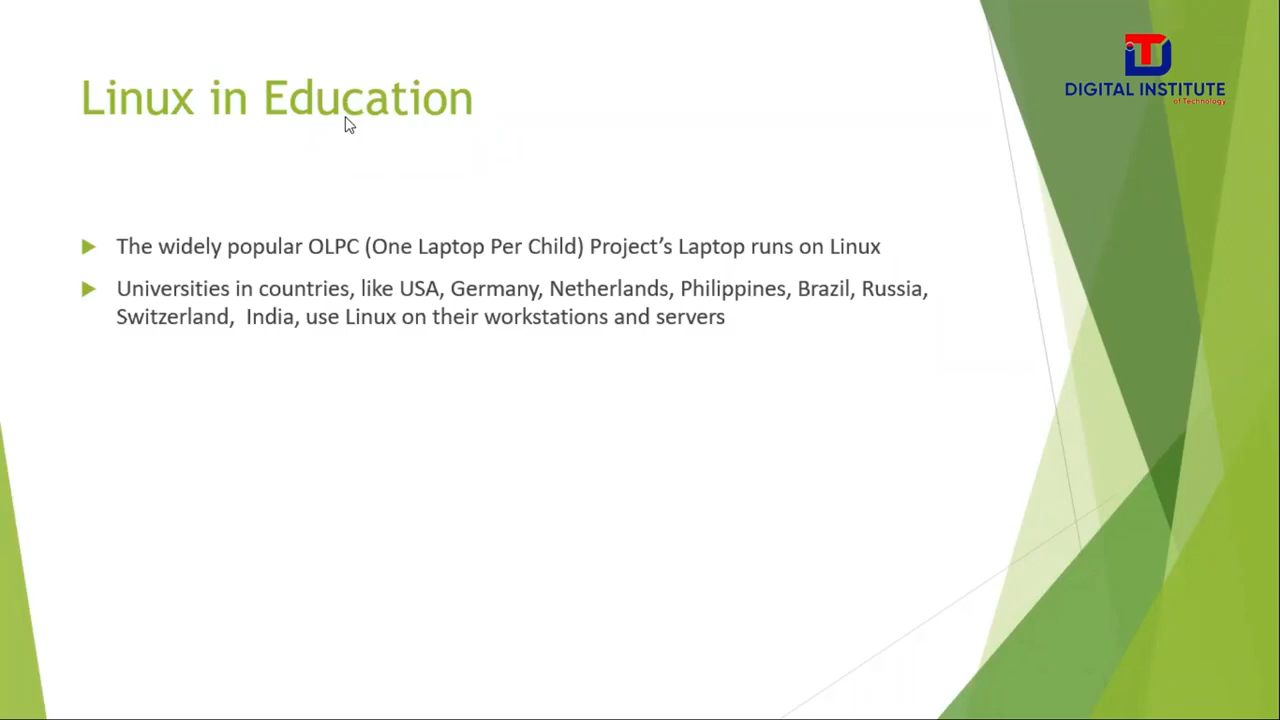 DIGITAL INSTITUTE
of Technology
Linux in Education
The widely popular OLPC (One Laptop Per Child) Project’s Laptop runs on Linux
Universities in countries, like USA, Germany, Netherlands, Philippines, Brazil, Russia,
Switzerland,  India, use Linux on their workstations and servers